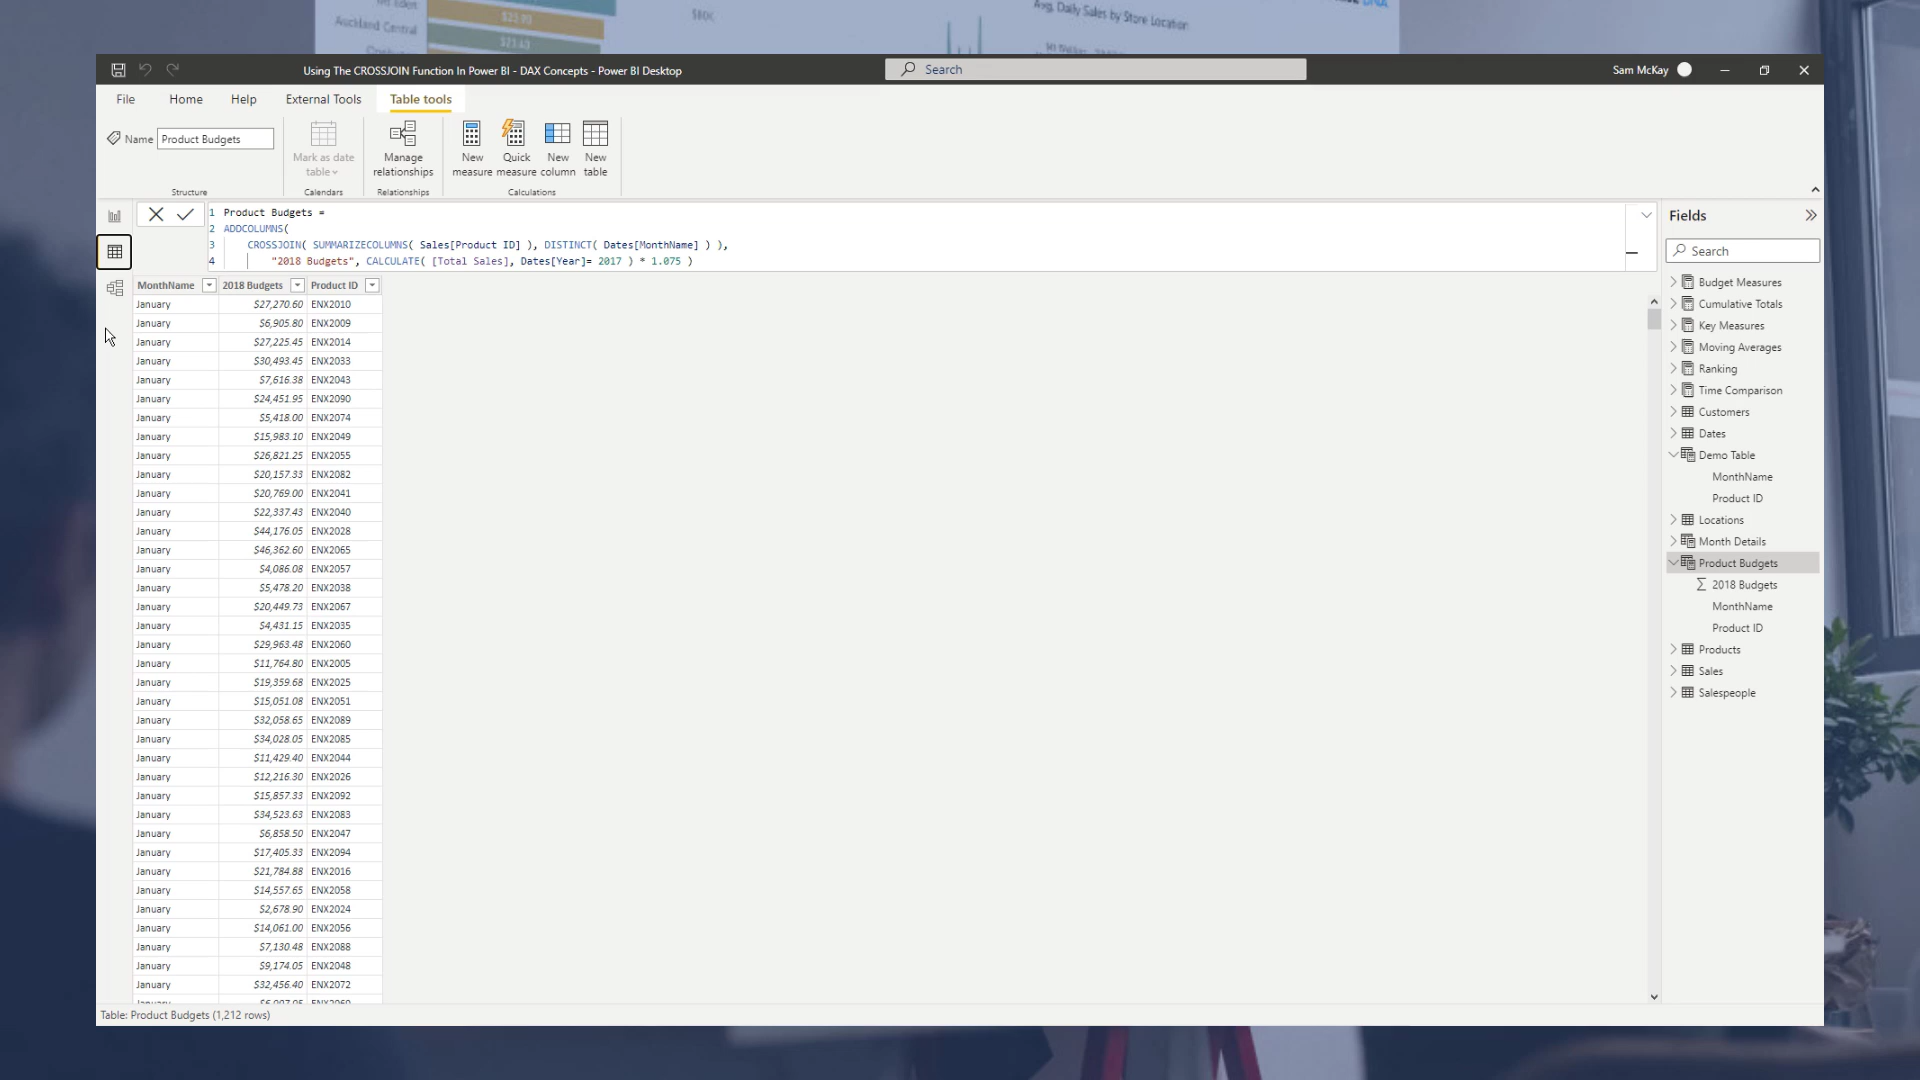 Auckland Central
$25.93
$23.43
$80K
Avg. Daily Sales by Store Location
DNA
Using The CROSSJOIN Function In Power BI - DAX Concepts - Power BI Desktop
Search
Sam McKay
File Home Help External Tools Table tools
Name Product Budgets
Mark as date table
Manage relationships
New measure
Quick measure
New column
New table
Structure
Calendars
Relationships
Calculations
1 Product Budgets =
2 ADDCOLUMNS(
3 CROSSJOIN( SUMMARIZECOLUMNS( Sales[Product ID] ), DISTINCT( Dates[MonthName] ) ),
4 "2018 Budgets", CALCULATE( [Total Sales], Dates[Year]= 2017 ) * 1.075 )
MonthName 2018 Budgets Product ID
January $27,270.60 ENX2010
January $6,905.80 ENX2009
January $27,225.45 ENX2014
January $30,493.45 ENX2033
January $7,616.38 ENX2043
January $24,451.95 ENX2090
January $5,418.00 ENX2074
January $15,983.10 ENX2049
January $26,821.25 ENX2055
January $20,157.33 ENX2082
January $20,769.00 ENX2041
January $22,337.43 ENX2040
January $44,176.05 ENX2028
January $46,362.60 ENX2065
January $4,086.08 ENX2057
January $5,478.20 ENX2038
January $20,449.73 ENX2067
January $4,431.15 ENX2035
January $29,963.48 ENX2060
January $11,764.80 ENX2005
January $19,359.68 ENX2025
January $15,051.08 ENX2051
January $32,058.65 ENX2089
January $34,028.05 ENX2085
January $11,429.40 ENX2044
January $12,216.30 ENX2026
January $15,857.33 ENX2092
January $34,523.63 ENX2083
January $6,858.50 ENX2047
January $17,405.33 ENX2094
January $21,784.88 ENX2016
January $14,557.65 ENX2058
January $2,678.90 ENX2024
January $14,061.00 ENX2056
January $7,130.48 ENX2088
January $9,174.05 ENX2048
January $32,456.40 ENX2072
Table: Product Budgets (1,212 rows)
Fields
Search
Budget Measures
Cumulative Totals
Key Measures
Moving Averages
Ranking
Time Comparison
Customers
Dates
Demo Table
MonthName
Product ID
Locations
Month Details
Product Budgets
2018 Budgets
MonthName
Product ID
Products
Sales
Salespeople